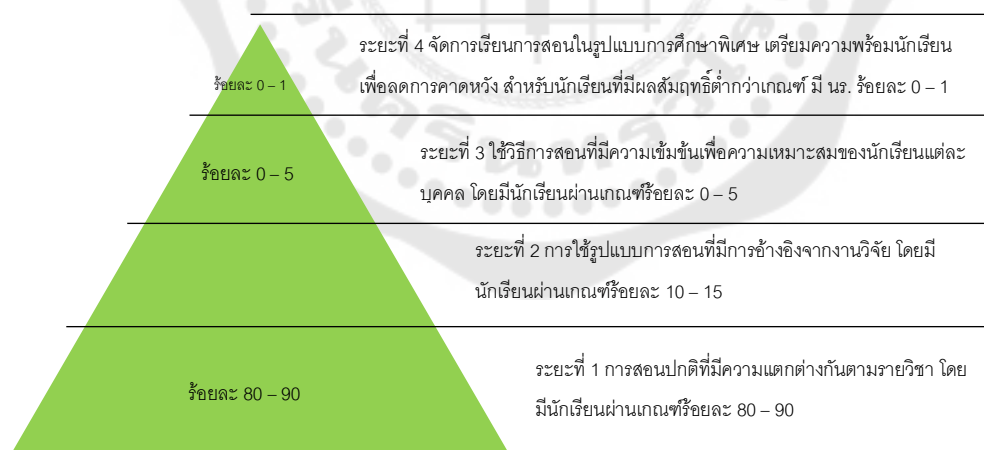 ระยะที่ 4 จัดการเรียนการสอนในรูปแบบการศึกษาพิเศษ เตรียมความพร้อมนักเรียน
เพื่อลดการคาดหวัง สำหรับนักเรียนที่มีผลสัมฤทธิ์ต่ำกว่าเกณฑ์ มี นร. ร้อยละ 0 – 1
ร้อยละ 0 – 1
ระยะที่ 3 ใช้วิธีการสอนที่มีความเข้มข้นเพื่อความเหมาะสมของนักเรียนแต่ละ
บุคคล โดยมีนักเรียนผ่านเกณฑ์ร้อยละ 0 – 5
ร้อยละ 0 – 5
ระยะที่ 2 การใช้รูปแบบการสอนที่มีการอ้างอิงจากงานวิจัย โดยมี
นักเรียนผ่านเกณฑ์ร้อยละ 10 – 15
ระยะที่ 1 การสอนปกติที่มีความแตกต่างกันตามรายวิชา โดย
มีนักเรียนผ่านเกณฑ์ร้อยละ 80 – 90
ร้อยละ 80 – 90